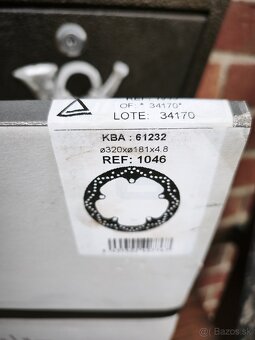 OF: * 34170*
LOTE: 34170
KBA : 61232
ø320xø181x4.8
REF: 1046
Bazos.sk